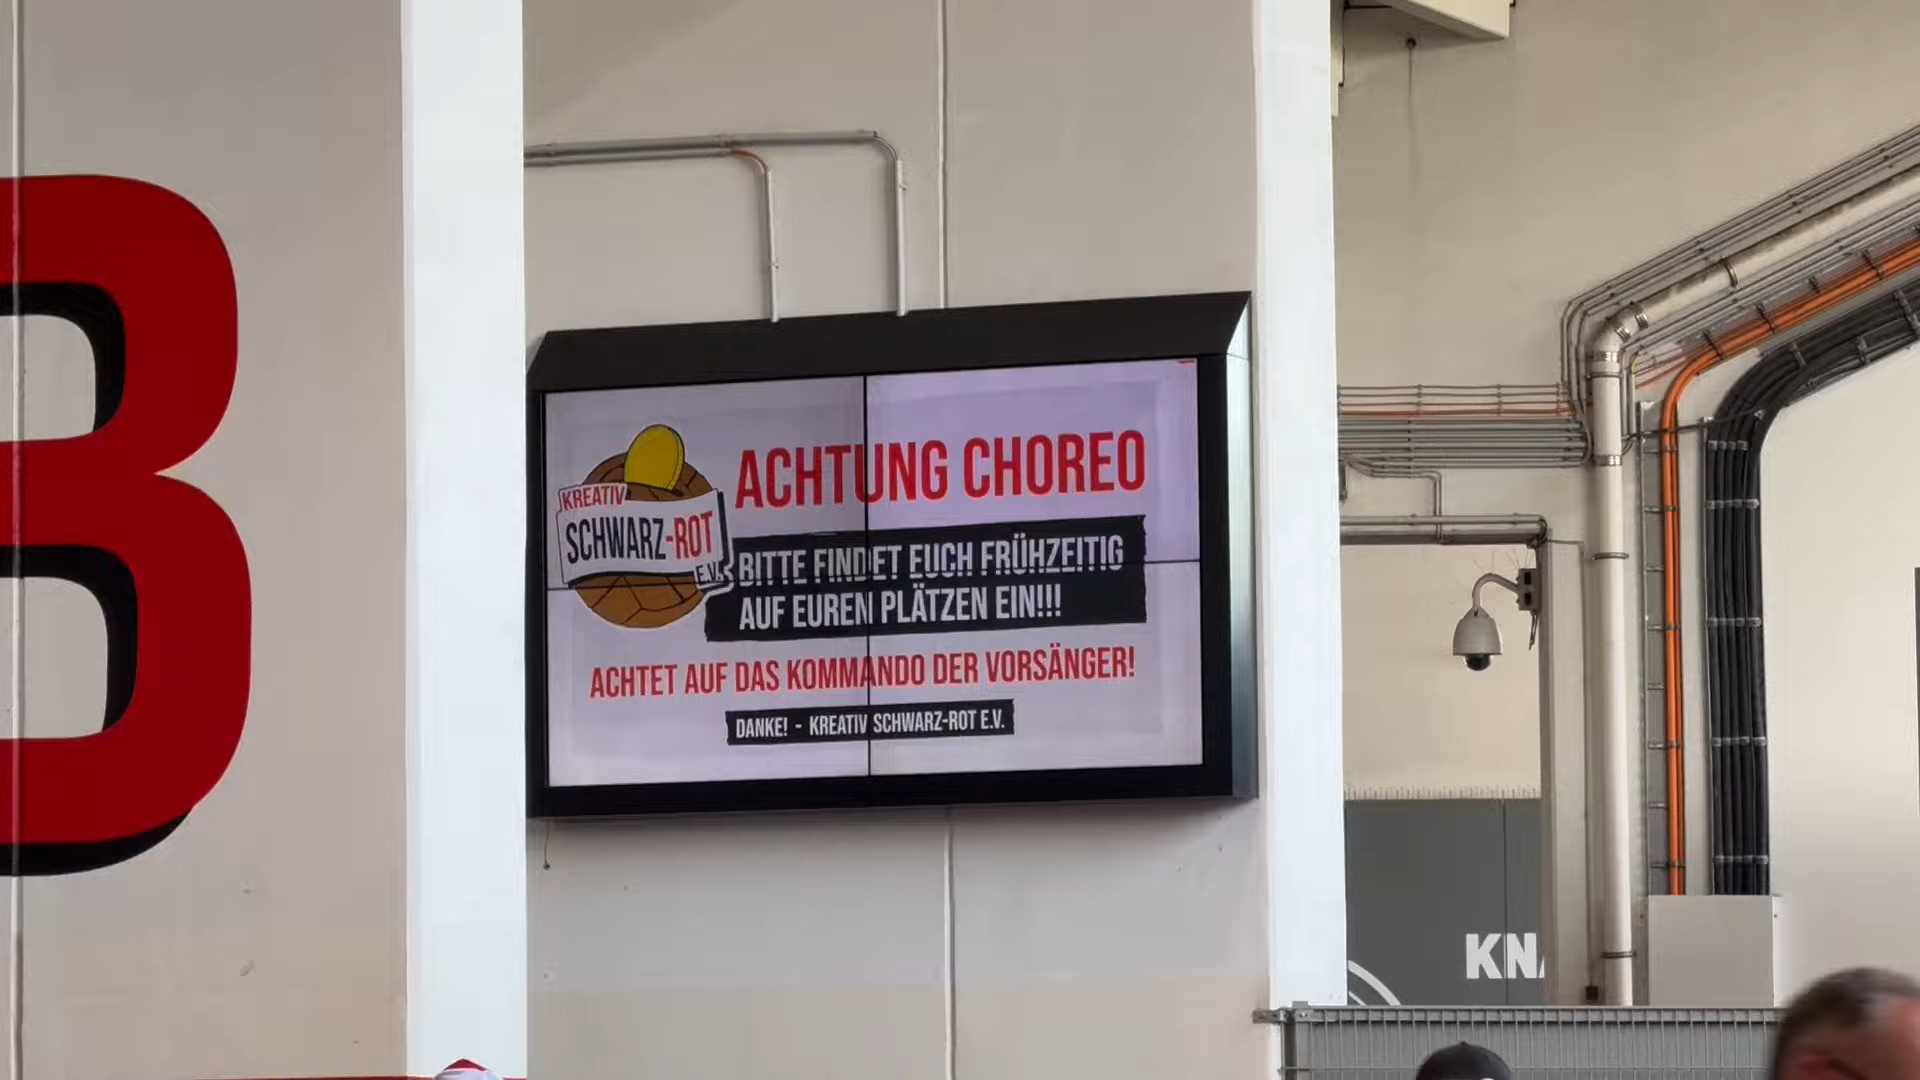 B
KREATIV
SCHWARZ-ROT
E.V.
ACHTUNG CHOREO
BITTE FINDET EUCH FRÜHZEITIG
AUF EUREN PLÄTZEN EIN!!!
ACHTET AUF DAS KOMMANDO DER VORSÄNGER!
DANKE! - KREATIV SCHWARZ-ROT E.V.
KN